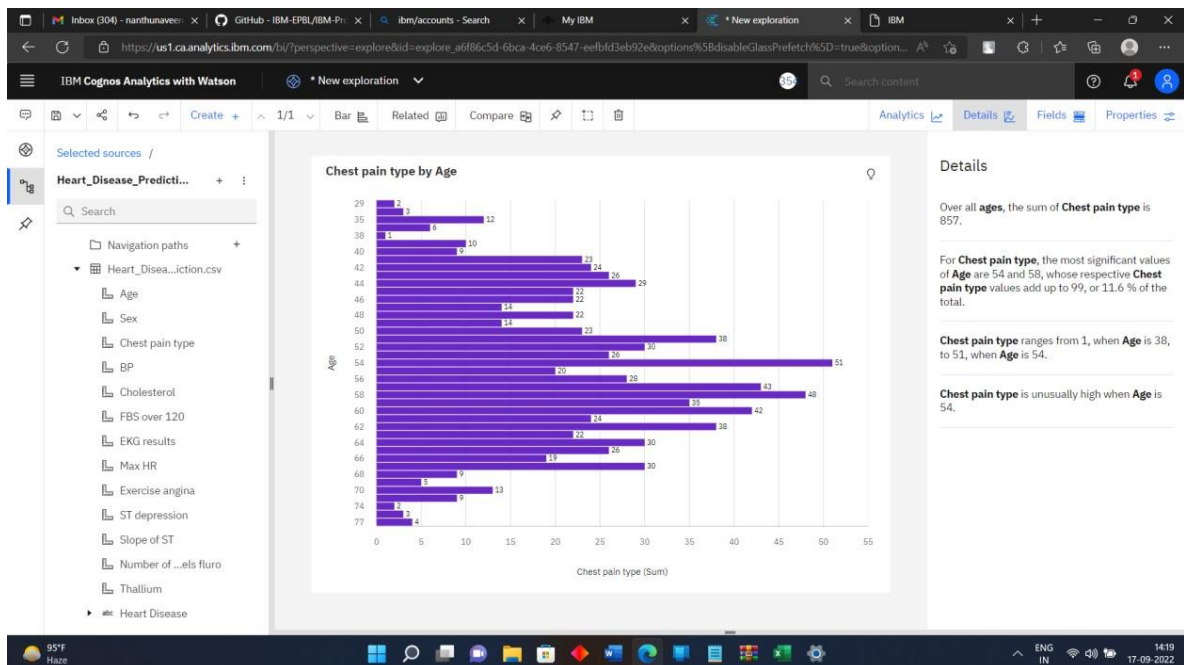 Inbox (304) - nanthunaveen
GitHub - IBM-EPBL/IBM-Pro
ibm/accounts - Search
My IBM
* New exploration
IBM
https://us1.ca.analytics.ibm.com/bi/?perspective=explore&id=explore_a6f86c5d-6bca-4ce6-8547-eefbfd3eb92e&options%5BdisableGlassPrefetch%5D=true&option...
IBM Cognos Analytics with Watson
* New exploration
Search content
1
Create +
1/1
Bar
Related
Compare
Analytics
Details
Fields
Properties
Selected sources /
Heart_Disease_Predicti...
Search
Navigation paths
Heart_Disea...iction.csv
Age
Sex
Chest pain type
BP
Cholesterol
FBS over 120
EKG results
Max HR
Exercise angina
ST depression
Slope of ST
Number of ...els fluro
Thallium
abc Heart Disease
Chest pain type by Age
Age
29 2
3
35 12
6
38 1
10
40 9
23
42 24
26
44 29
22
46 22
14
48 22
14
50 23
38
52 30
26
54 51
20
56 28
43
58 48
35
60 42
24
62 38
22
64 30
26
66 19
30
68 9
5
70 13
9
74 2
3
77 4
0 5 10 15 20 25 30 35 40 45 50 55
Chest pain type (Sum)
Details
Over all ages, the sum of Chest pain type is
857.
For Chest pain type, the most significant values
of Age are 54 and 58, whose respective Chest
pain type values add up to 99, or 11.6 % of the
total.
Chest pain type ranges from 1, when Age is 38,
to 51, when Age is 54.
Chest pain type is unusually high when Age is
54.
95°F
Haze
ENG
IN
14:19
17-09-2022